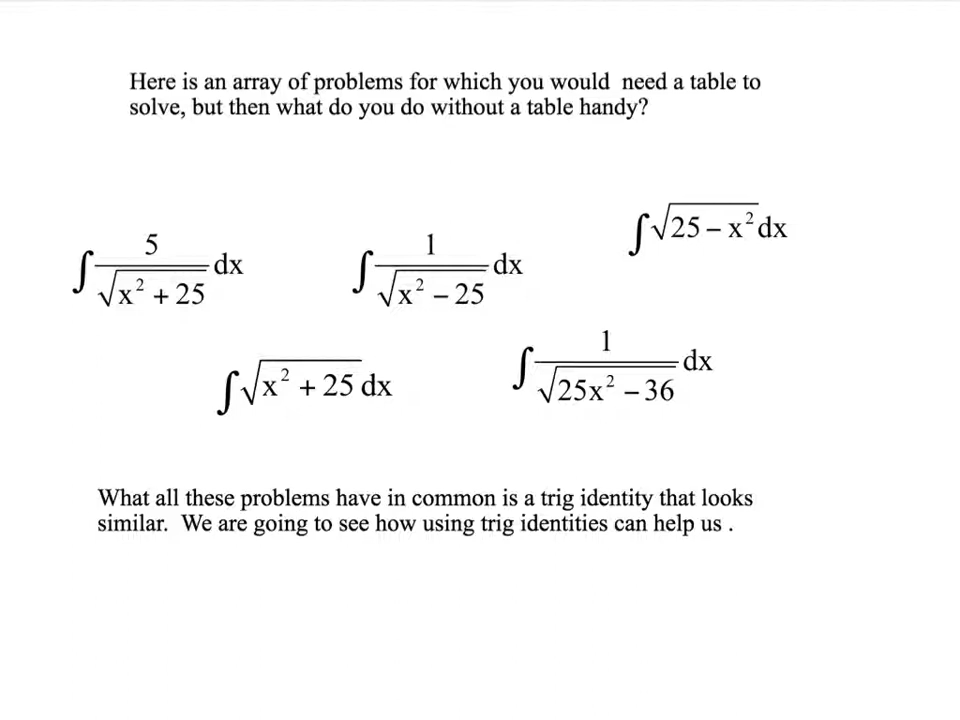 Here is an array of problems for which you would need a table to
solve, but then what do you do without a table handy?
∫ 5/√(x² + 25) dx
∫ 1/√(x² − 25) dx
∫√(25 − x²) dx
∫√(x² + 25) dx
∫ 1/√(25x² − 36) dx
What all these problems have in common is a trig identity that looks
similar. We are going to see how using trig identities can help us .